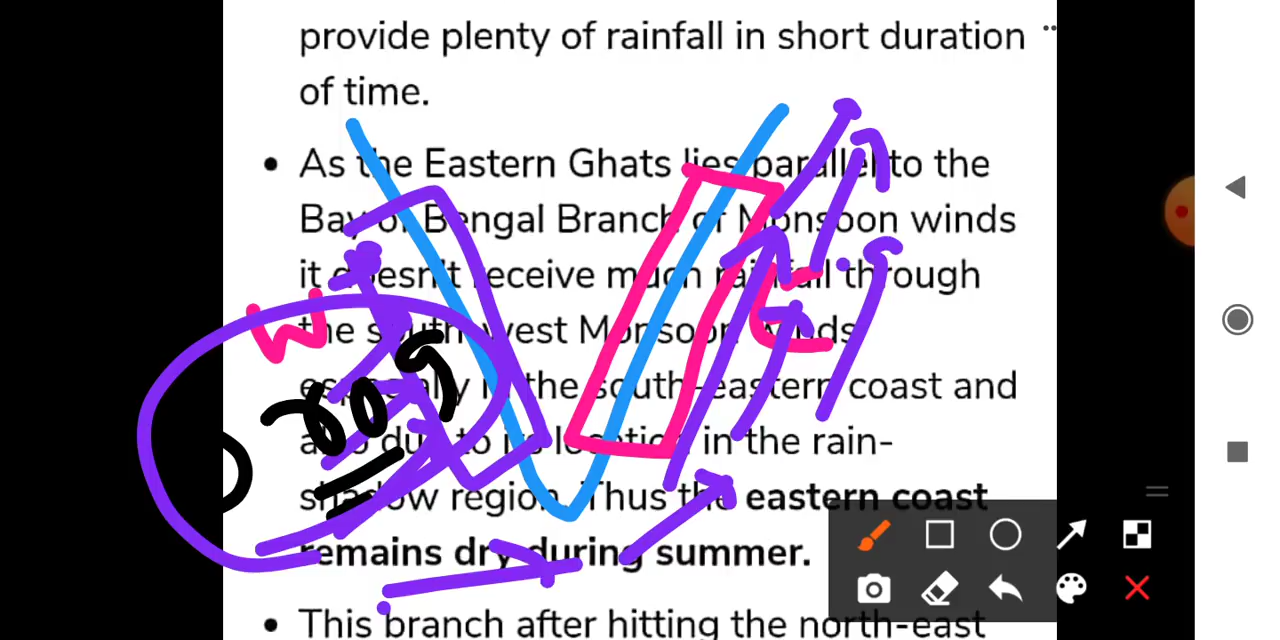 provide plenty of rainfall in short duration
of time.
• As the Eastern Ghats lies parallel to the
Bay of Bengal Branch of Monsoon winds
it doesn't receive much rainfall through
the southwest Monsoon winds
especially in the south-eastern coast and
also due to its location in the rain-
shadow region. Thus the eastern coast
remains dry during summer.
• This branch after hitting the north-east
W